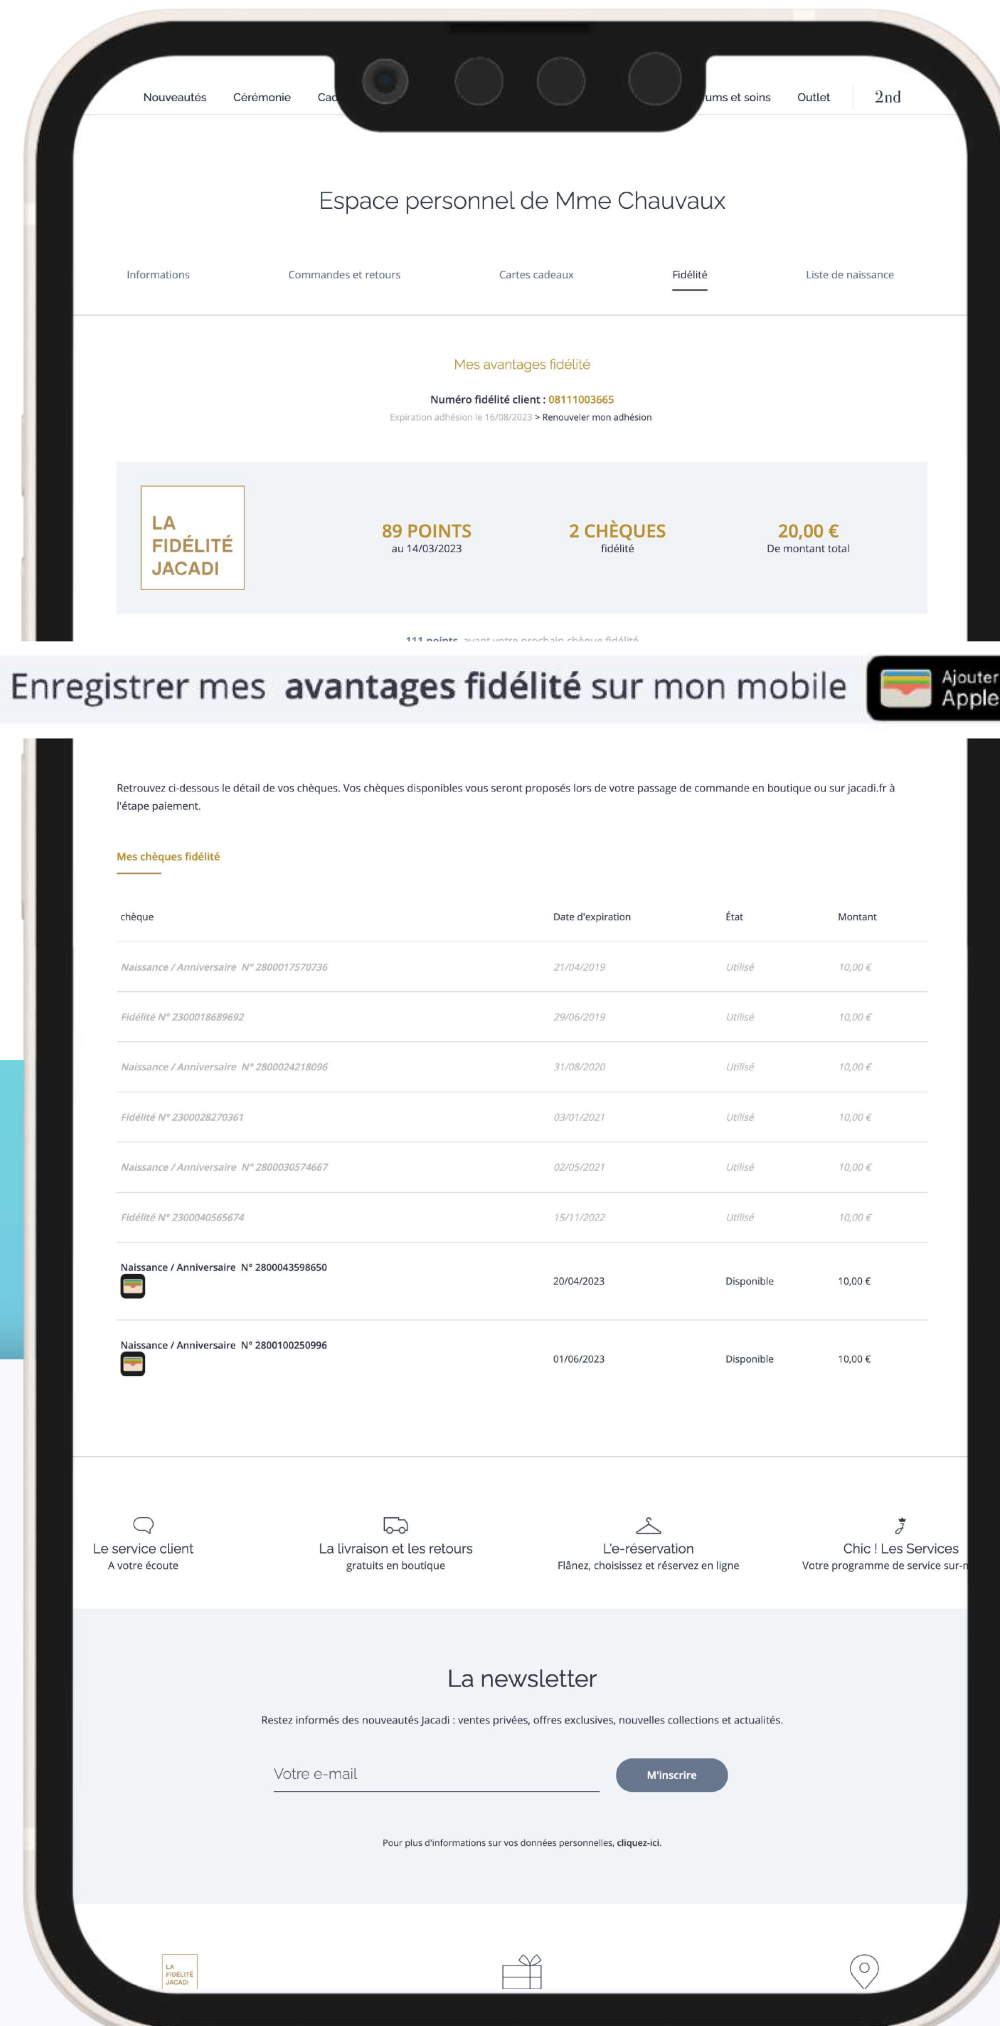 Nouveautés Cérémonie Cad ums et soins Outlet 2nd
Espace personnel de Mme Chauvaux
Informations Commandes et retours Cartes cadeaux Fidélité Liste de naissance
Mes avantages fidélité
Numéro fidélité client : 08111003665
Expiration adhésion le 16/08/2023 > Renouveler mon adhésion
LA
FIDÉLITÉ
JACADI
89 POINTS
au 14/03/2023
2 CHÈQUES
fidélité
20,00 €
De montant total
111 points avant votre prochain chèque fidélité
Enregistrer mes avantages fidélité sur mon mobile
Ajouter
Apple
Retrouvez ci-dessous le détail de vos chèques. Vos chèques disponibles vous seront proposés lors de votre passage de commande en boutique ou sur jacadi.fr à
l'étape paiement.
Mes chèques fidélité
chèque Date d'expiration État Montant
Naissance / Anniversaire N° 2800017570736 21/04/2019 Utilisé 10,00 €
Fidélité N° 2300018689692 29/06/2019 Utilisé 10,00 €
Naissance / Anniversaire N° 2800024218096 31/08/2020 Utilisé 10,00 €
Fidélité N° 2300028270361 03/01/2021 Utilisé 10,00 €
Naissance / Anniversaire N° 2800030574667 02/05/2021 Utilisé 10,00 €
Fidélité N° 2300040565674 15/11/2022 Utilisé 10,00 €
Naissance / Anniversaire N° 2800043598650 20/04/2023 Disponible 10,00 €
Naissance / Anniversaire N° 2800100250996 01/06/2023 Disponible 10,00 €
Le service client
A votre écoute
La livraison et les retours
gratuits en boutique
L'e-réservation
Flânez, choisissez et réservez en ligne
Chic ! Les Services
Votre programme de service sur-m
La newsletter
Restez informés des nouveautés Jacadi : ventes privées, offres exclusives, nouvelles collections et actualités.
Votre e-mail M'inscrire
Pour plus d'informations sur vos données personnelles, cliquez-ici.
LA
FIDÉLITÉ
JACADI